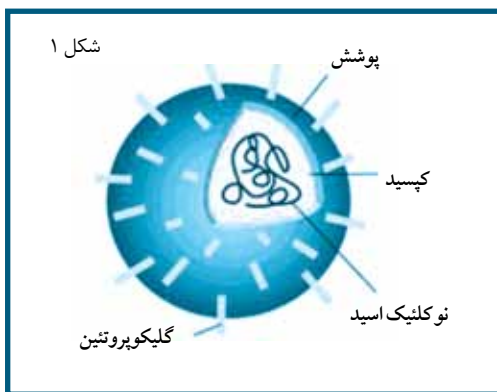 شکل ۱
پوشش
کپسید
نوکلئیک اسید
گلیکوپروتئین